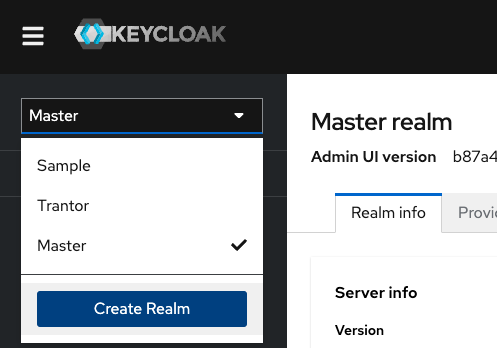 KEYCLOAK
Master
Sample
Trantor
Master
Create Realm
Master realm
Admin UI version b87a4
Realm info Provi
Server info
Version